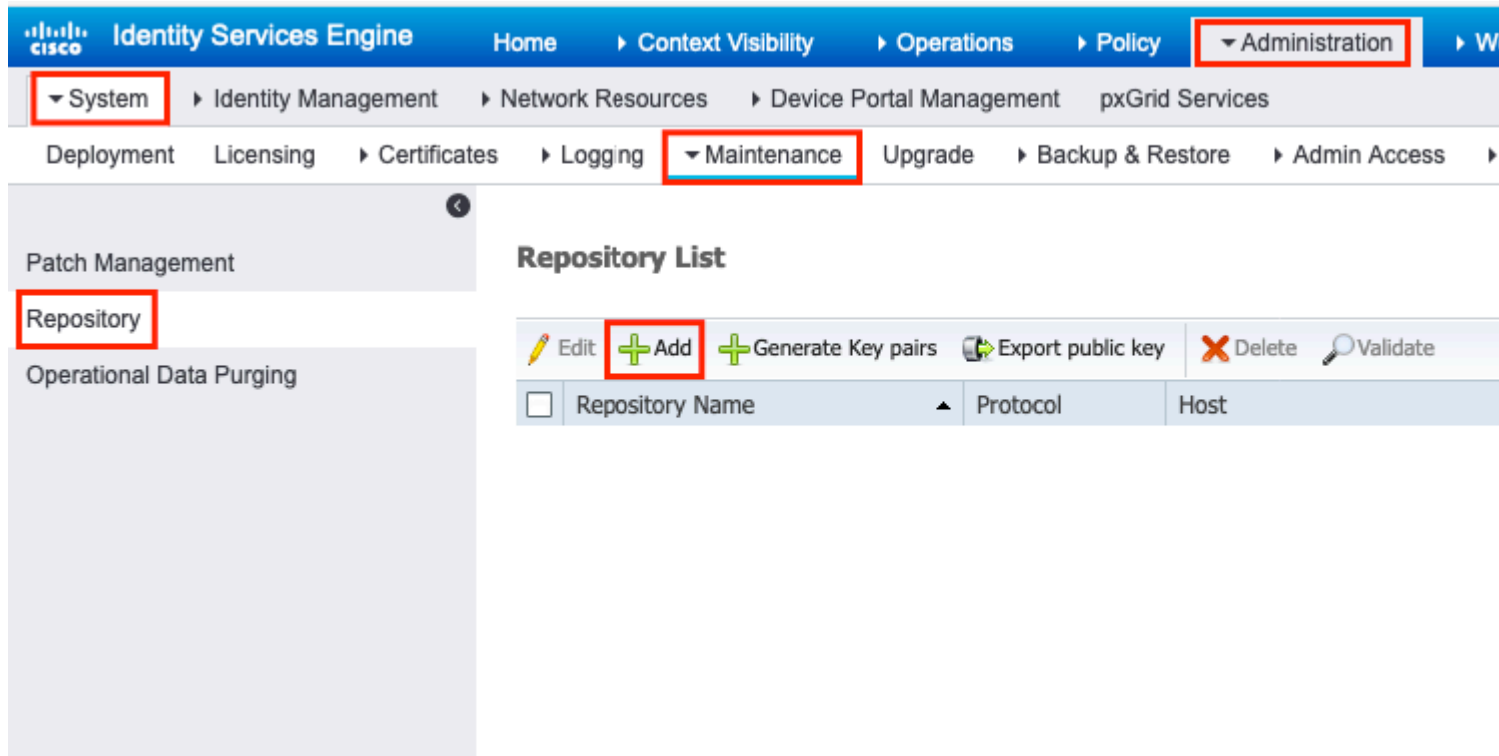 cisco Identity Services Engine Home Context Visibility Operations Policy Administration W
System Identity Management Network Resources Device Portal Management pxGrid Services
Deployment Licensing Certificates Logging Maintenance Upgrade Backup & Restore Admin Access
Patch Management
Repository
Operational Data Purging
Repository List
Edit Add Generate Key pairs Export public key Delete Validate
Repository Name Protocol Host